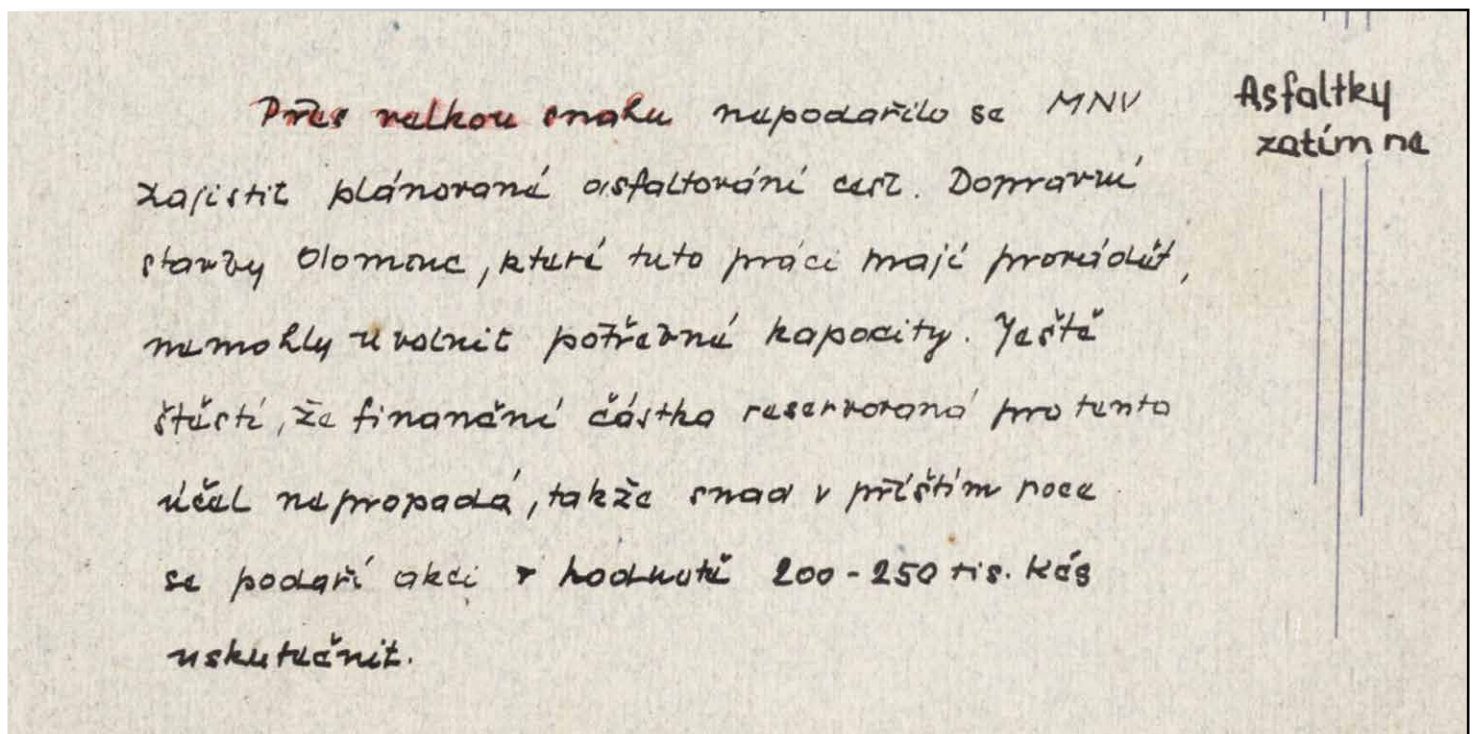 Přes velkou snahu nepodařilo se MNV
zajistit plánované asfaltování cest. Dopravní
stavby Olomouc, které tuto práci mají provádět,
nemohly uvolnit potřebné kapacity. Ještě
štěstí, že finanční částka reservovaná pro tento
účel nepropadá, takže snad v příštím roce
se podaří akci v hodnotě 200-250 tis. Kčs
uskutečnit.
Asfaltky
zatím ne